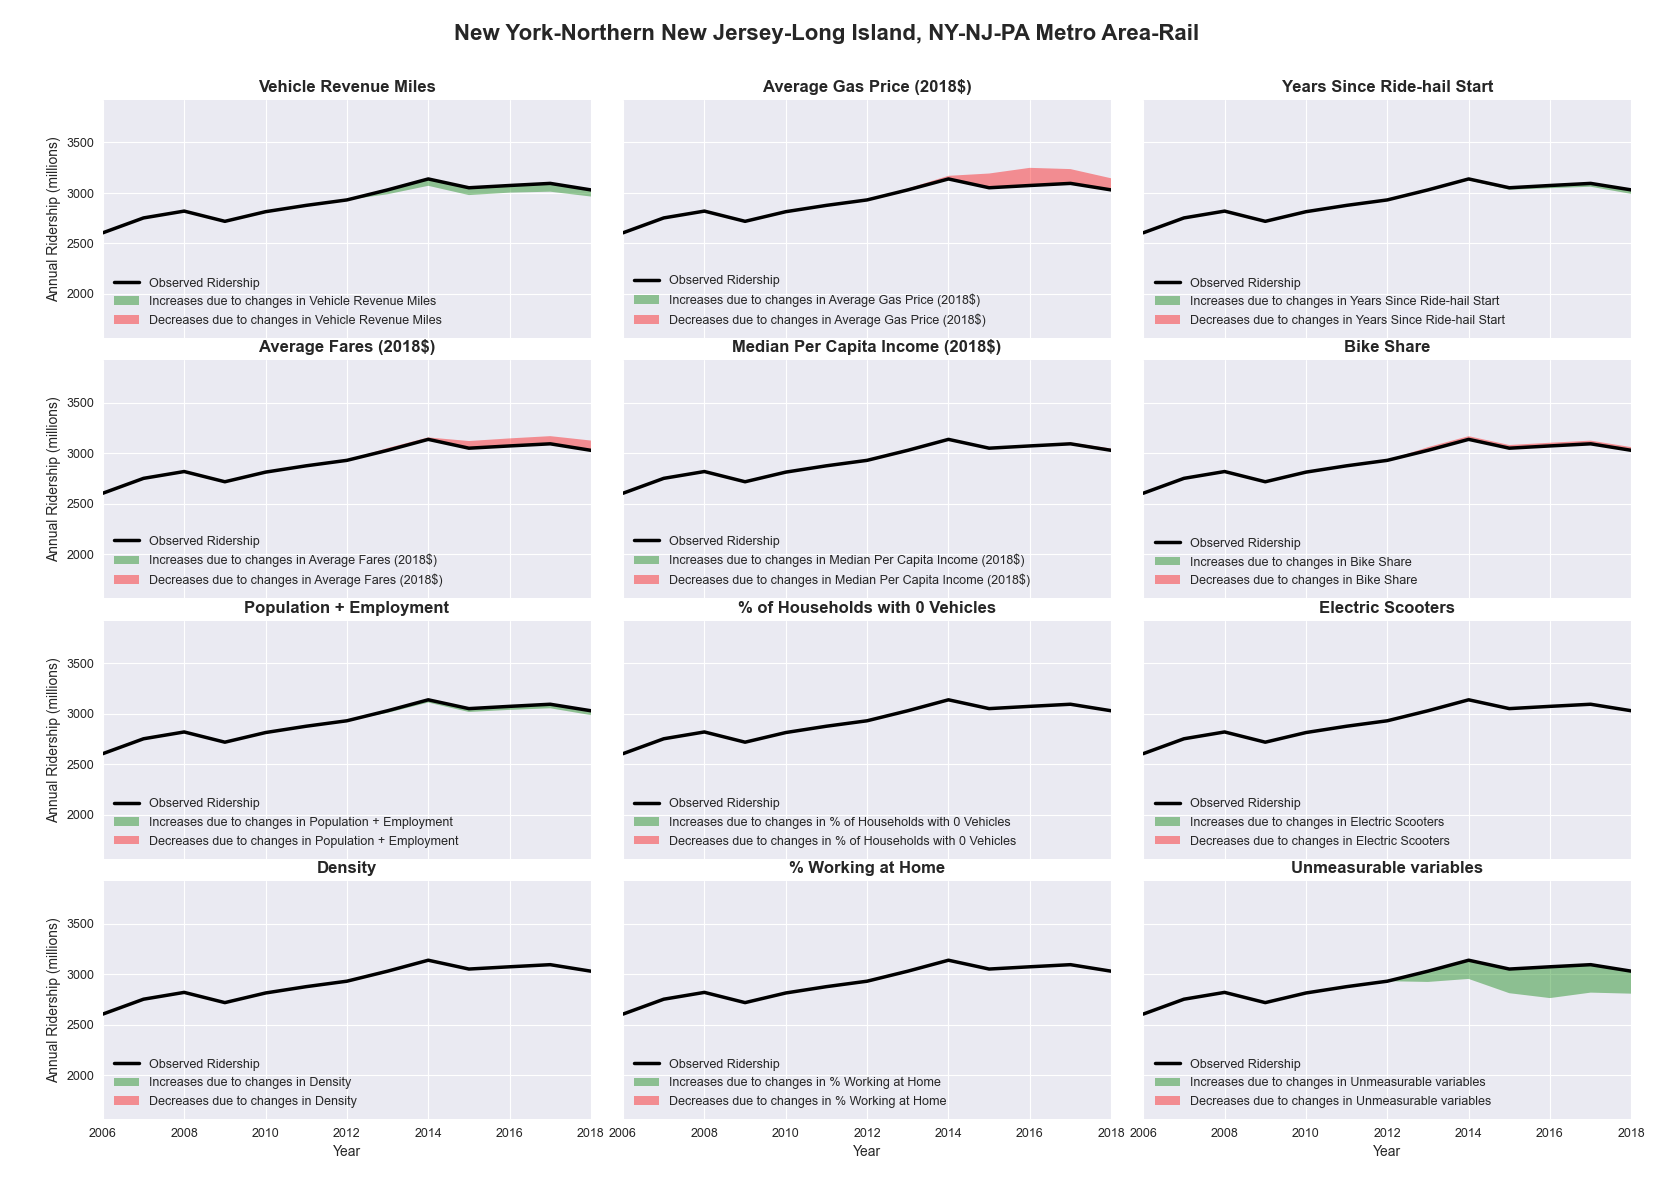 New York-Northern New Jersey-Long Island, NY-NJ-PA Metro Area-Rail
Vehicle Revenue Miles
Average Gas Price (2018$)
Years Since Ride-hail Start
Annual Ridership (millions)
3500
3000
2500
2000
Observed Ridership
Increases due to changes in Vehicle Revenue Miles
Decreases due to changes in Vehicle Revenue Miles
Observed Ridership
Increases due to changes in Average Gas Price (2018$)
Decreases due to changes in Average Gas Price (2018$)
Observed Ridership
Increases due to changes in Years Since Ride-hail Start
Decreases due to changes in Years Since Ride-hail Start
Average Fares (2018$)
Median Per Capita Income (2018$)
Bike Share
Annual Ridership (millions)
3500
3000
2500
2000
Observed Ridership
Increases due to changes in Average Fares (2018$)
Decreases due to changes in Average Fares (2018$)
Observed Ridership
Increases due to changes in Median Per Capita Income (2018$)
Decreases due to changes in Median Per Capita Income (2018$)
Observed Ridership
Increases due to changes in Bike Share
Decreases due to changes in Bike Share
Population + Employment
% of Households with 0 Vehicles
Electric Scooters
Annual Ridership (millions)
3500
3000
2500
2000
Observed Ridership
Increases due to changes in Population + Employment
Decreases due to changes in Population + Employment
Observed Ridership
Increases due to changes in % of Households with 0 Vehicles
Decreases due to changes in % of Households with 0 Vehicles
Observed Ridership
Increases due to changes in Electric Scooters
Decreases due to changes in Electric Scooters
Density
% Working at Home
Unmeasurable variables
Annual Ridership (millions)
3500
3000
2500
2000
Observed Ridership
Increases due to changes in Density
Decreases due to changes in Density
Observed Ridership
Increases due to changes in % Working at Home
Decreases due to changes in % Working at Home
Observed Ridership
Increases due to changes in Unmeasurable variables
Decreases due to changes in Unmeasurable variables
2006 2008 2010 2012 2014 2016 2018
2006 2008 2010 2012 2014 2016 2018
2006 2008 2010 2012 2014 2016 2018
Year
Year
Year